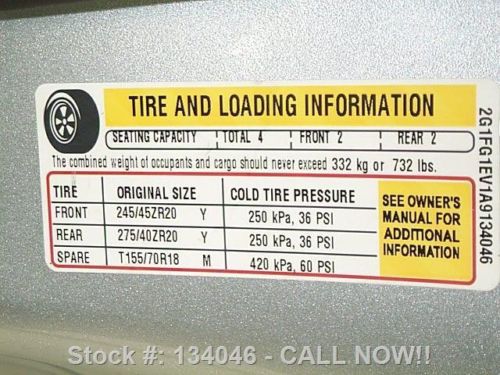 TIRE AND LOADING INFORMATION
SEATING CAPACITY TOTAL 4 FRONT 2 REAR 2
The combined weight of occupants and cargo should never exceed 332 kg or 732 lbs.
TIRE ORIGINAL SIZE COLD TIRE PRESSURE
FRONT 245/45ZR20 Y 250 kPa, 36 PSI
REAR 275/40ZR20 Y 250 kPa, 36 PSI
SPARE T155/70R18 M 420 kPa, 60 PSI
SEE OWNER'S
MANUAL FOR
ADDITIONAL
INFORMATION
2G1FG1EV1A9134046
Stock #: 134046 - CALL NOW!!